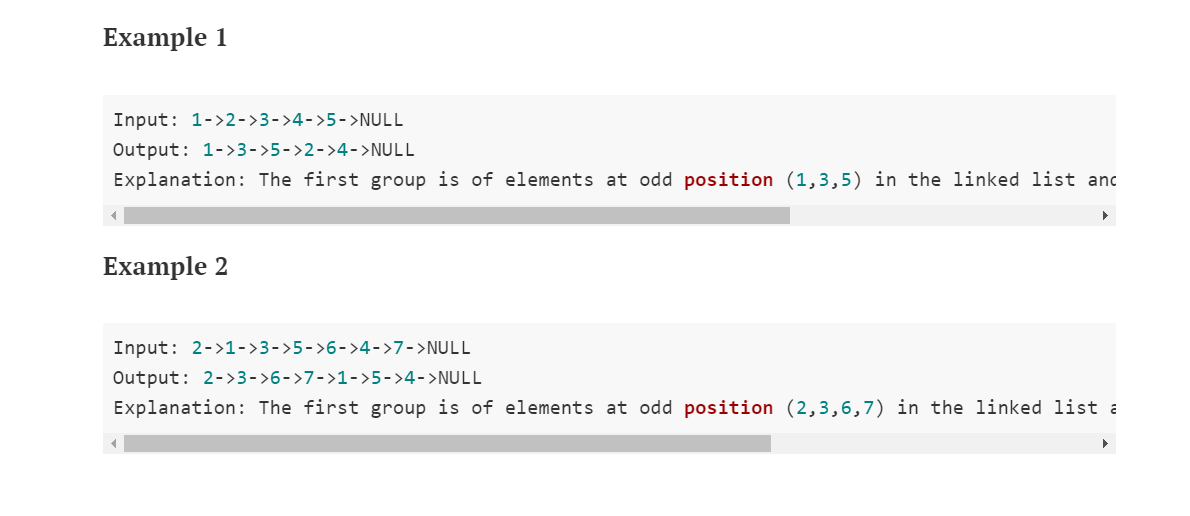 Example 1
Input: 1->2->3->4->5->NULL
Output: 1->3->5->2->4->NULL
Explanation: The first group is of elements at odd position (1,3,5) in the linked list and
Example 2
Input: 2->1->3->5->6->4->7->NULL
Output: 2->3->6->7->1->5->4->NULL
Explanation: The first group is of elements at odd position (2,3,6,7) in the linked list